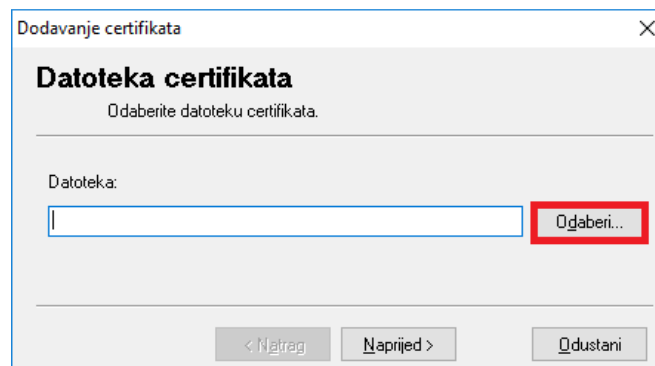 Dodavanje certifikata
Datoteka certifikata
Odaberite datoteku certifikata.
Datoteka:
Odaberi...
< Natrag
Naprijed >
Odustani